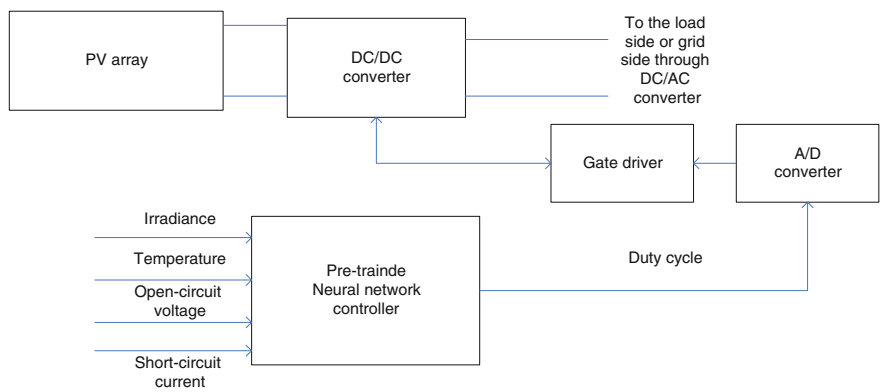 PV array
DC/DC
converter
To the load
side or grid
side through
DC/AC
converter
Gate driver
A/D
converter
Irradiance
Temperature
Open-circuit
voltage
Short-circuit
current
Pre-trainde
Neural network
controller
Duty cycle